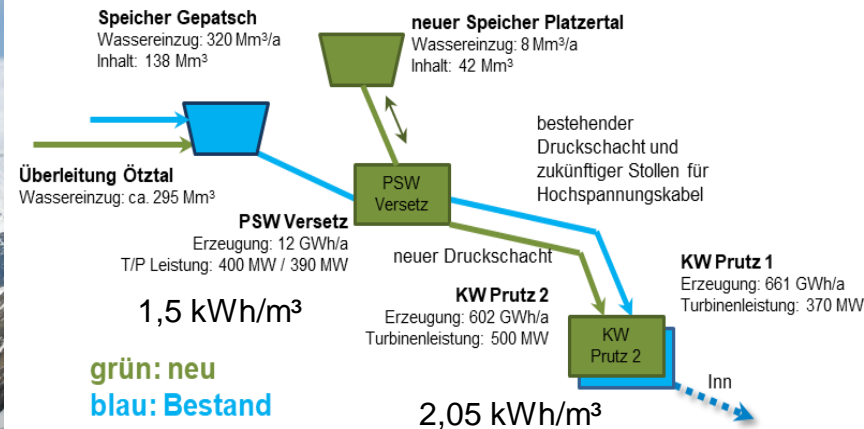 Speicher Gepatsch
Wassereinzug: 320 Mm³/a
Inhalt: 138 Mm³
neuer Speicher Platzertal
Wassereinzug: 8 Mm³/a
Inhalt: 42 Mm³
bestehender
Druckschacht und
zukünftiger Stollen für
Hochspannungskabel
Überleitung Ötztal
Wassereinzug: ca. 295 Mm³
PSW
Versetz
PSW Versetz
Erzeugung: 12 GWh/a
T/P Leistung: 400 MW / 390 MW
neuer Druckschacht
KW Prutz 1
Erzeugung: 661 GWh/a
Turbinenleistung: 370 MW
1,5 kWh/m³
KW Prutz 2
Erzeugung: 602 GWh/a
Turbinenleistung: 500 MW
KW
Prutz 2
Inn
grün: neu
blau: Bestand
2,05 kWh/m³